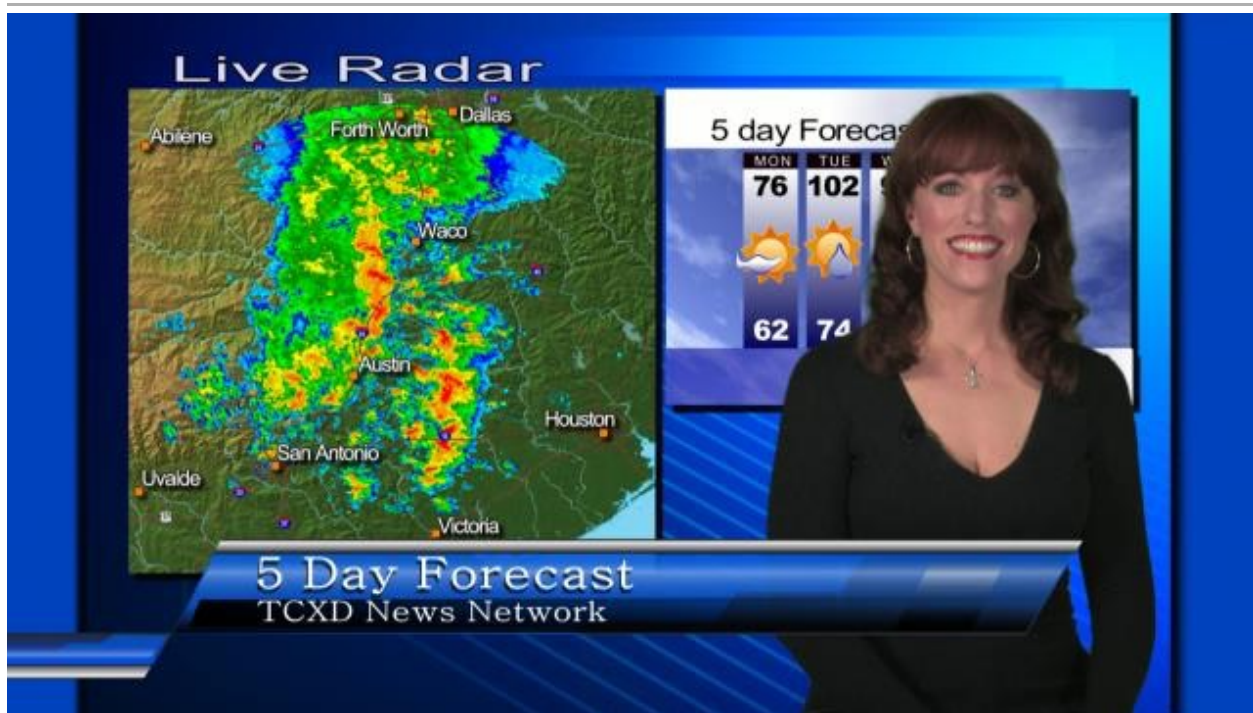 Live Radar
Abilene
Forth Worth
Dallas
Waco
Austin
Houston
San Antonio
Uvalde
Victoria
5 day Forecas
MON TUE W
76 102
62 74
5 Day Forecast
TCXD News Network